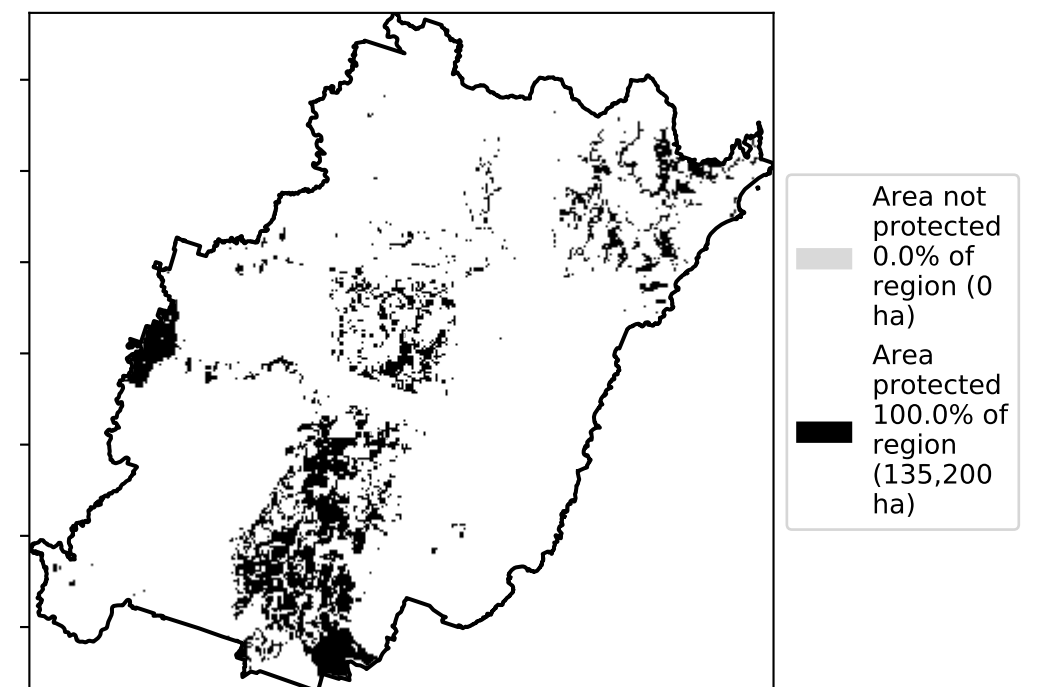 Area not
protected
0.0% of
region (0
ha)
Area
protected
100.0% of
region
(135,200
ha)